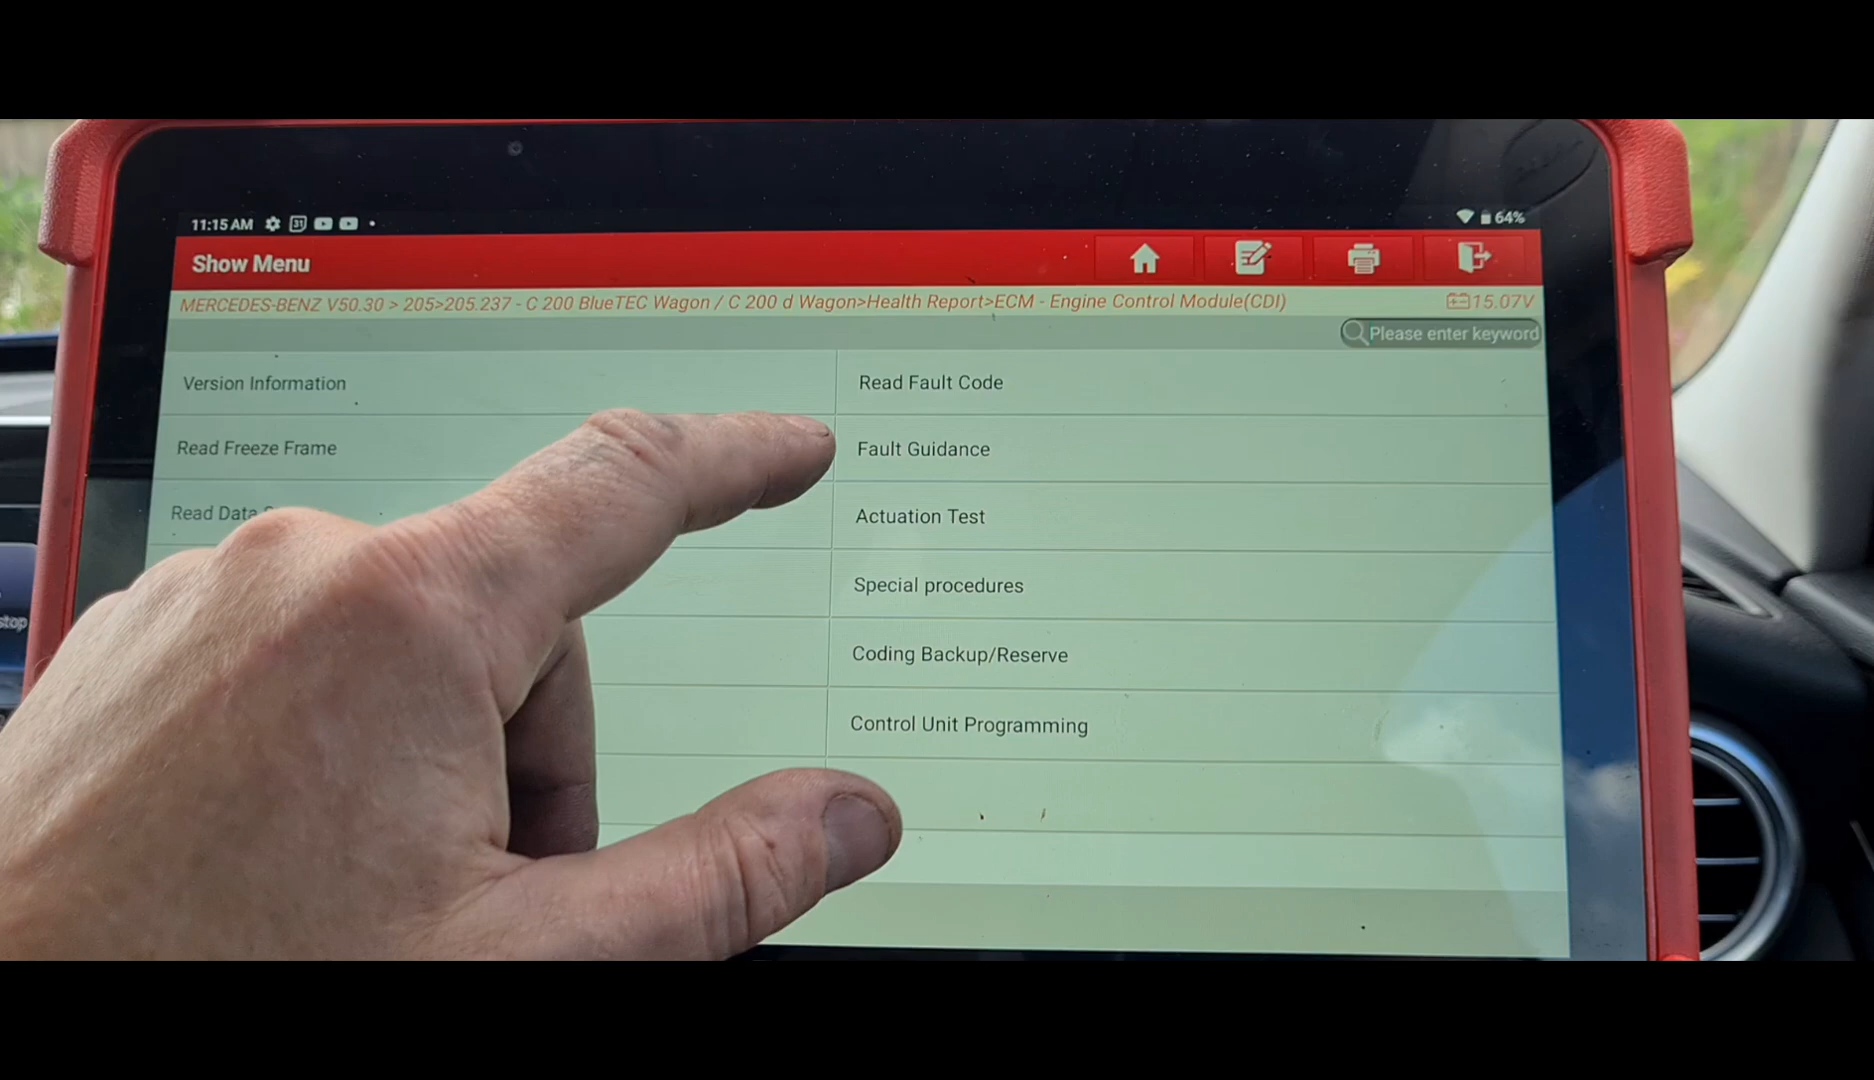 11:15 AM 31 64%
Show Menu
MERCEDES-BENZ V50.30 > 205>205.237 - C 200 BlueTEC Wagon / C 200 d Wagon>Health Report>ECM - Engine Control Module(CDI) 15.07V
Please enter keyword
Version Information Read Fault Code
Read Freeze Frame Fault Guidance
Read Data Actuation Test
Special procedures
stop
Coding Backup/Reserve
Control Unit Programming